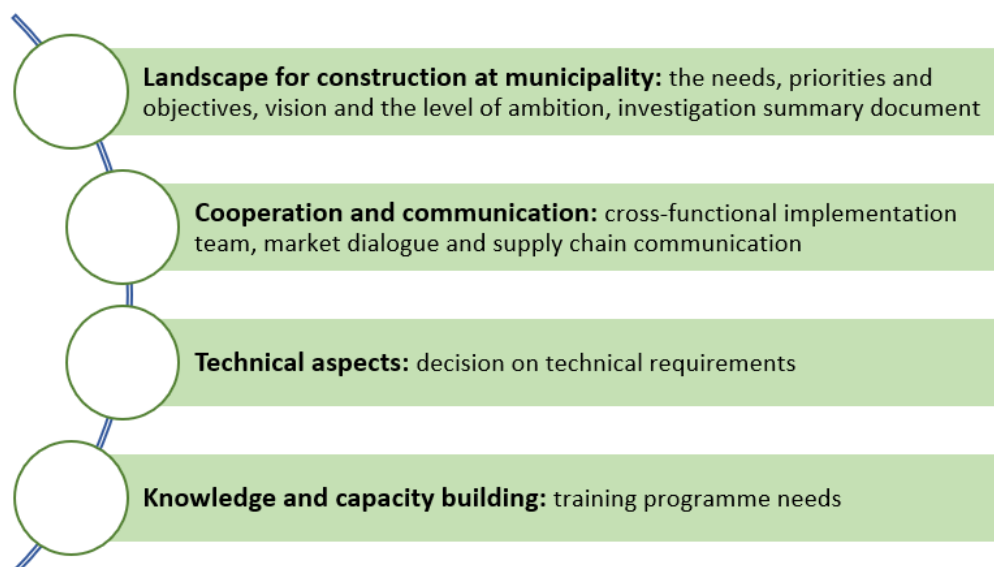 Landscape for construction at municipality: the needs, priorities and
objectives, vision and the level of ambition, investigation summary document
Cooperation and communication: cross-functional implementation
team, market dialogue and supply chain communication
Technical aspects: decision on technical requirements
Knowledge and capacity building: training programme needs